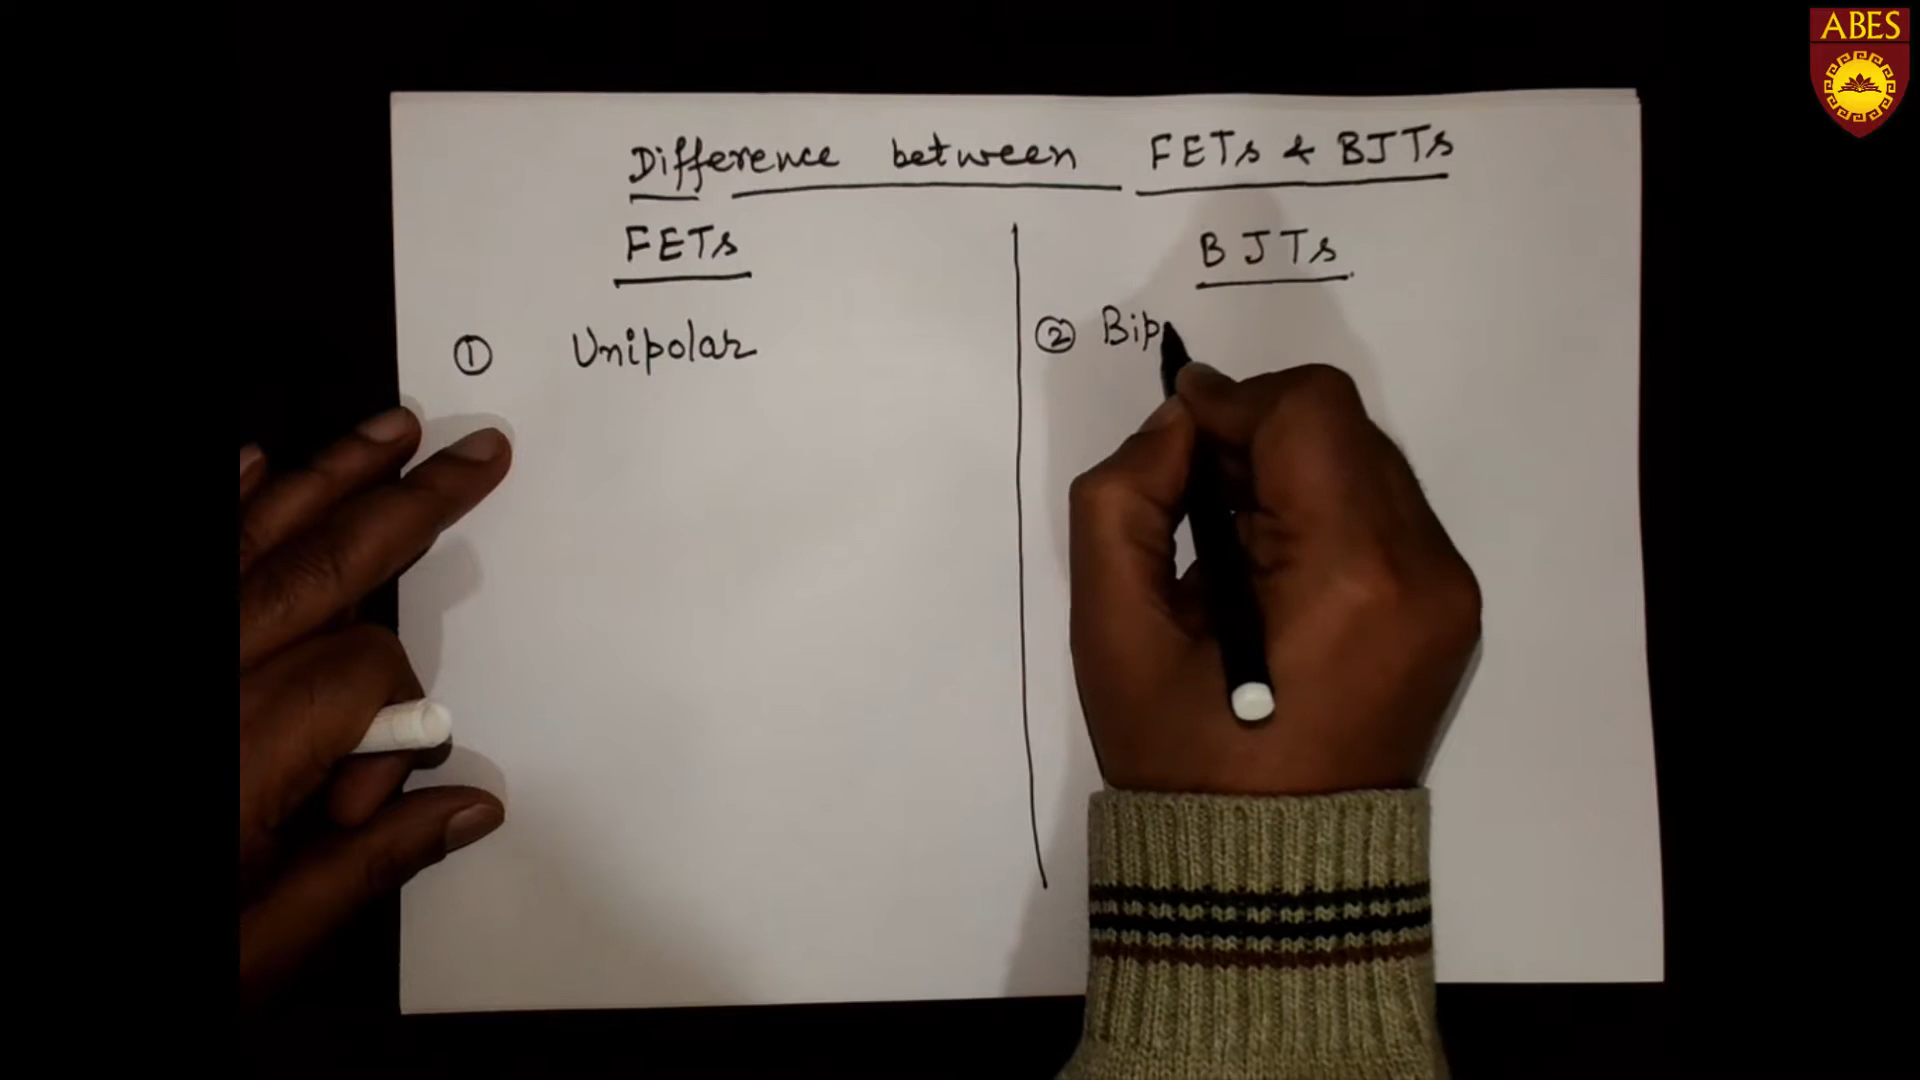 ABES
Difference between FETs & BJTs
FETs
① Unipolar
BJTs
② Bip